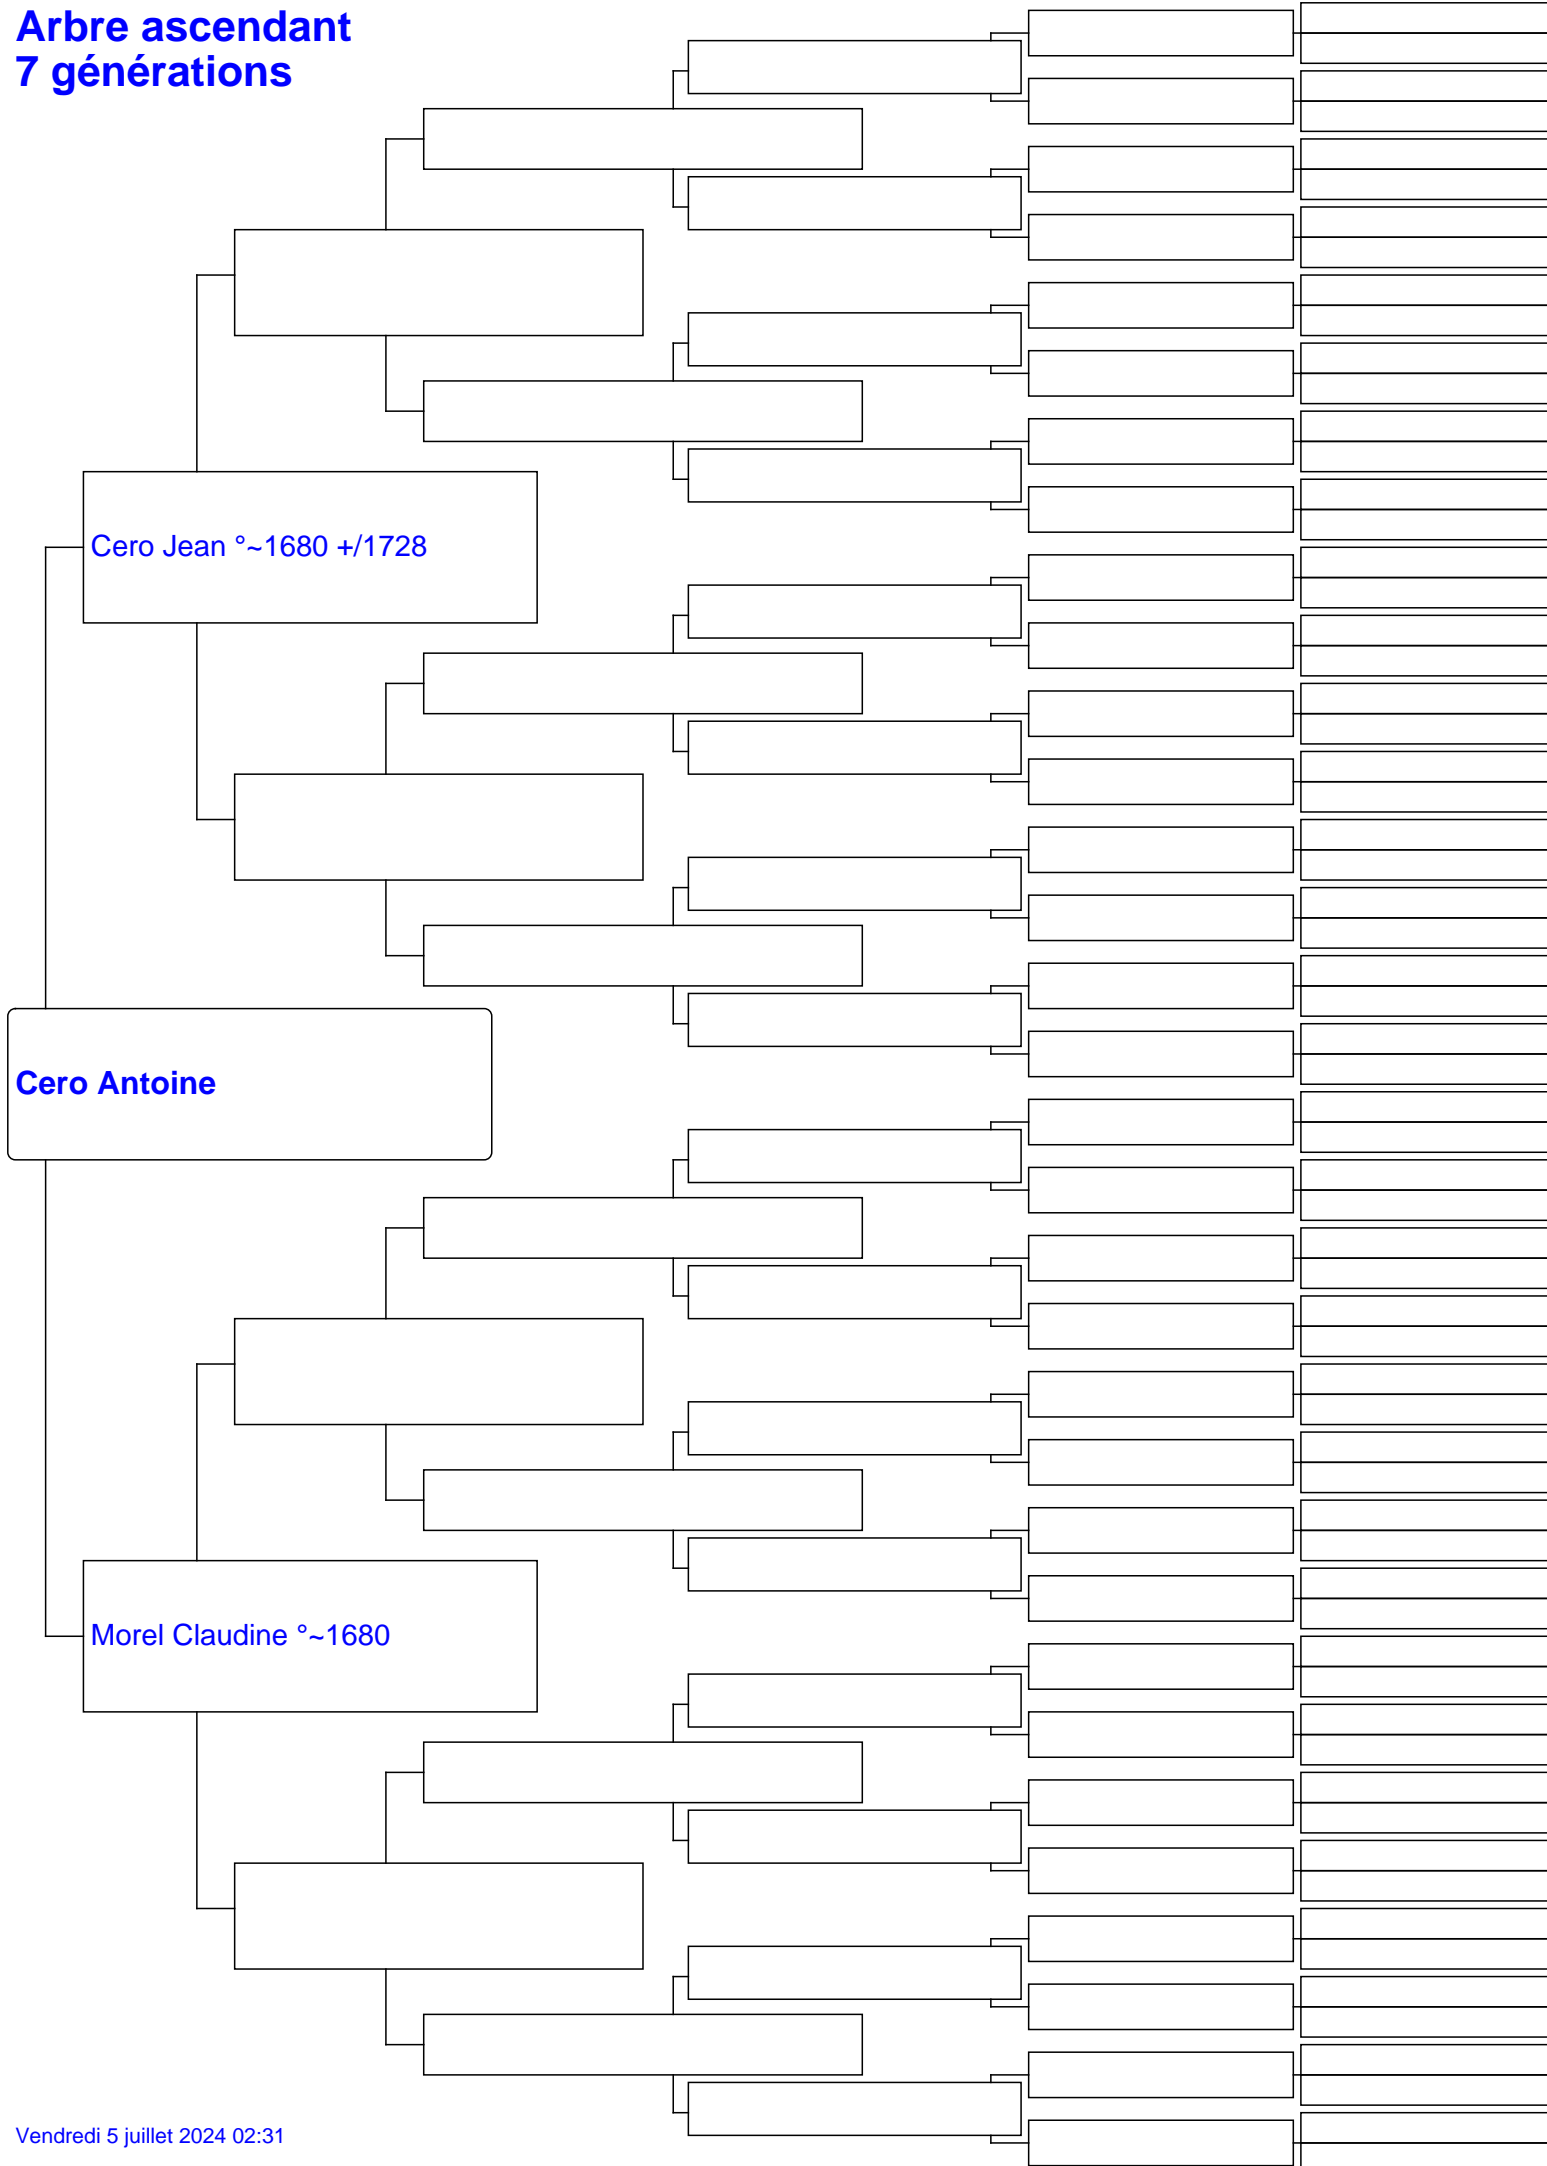 Arbre ascendant
7 générations
Cero Jean °~1680 +/1728
Cero Antoine
Morel Claudine °~1680
Vendredi 5 juillet 2024 02:31